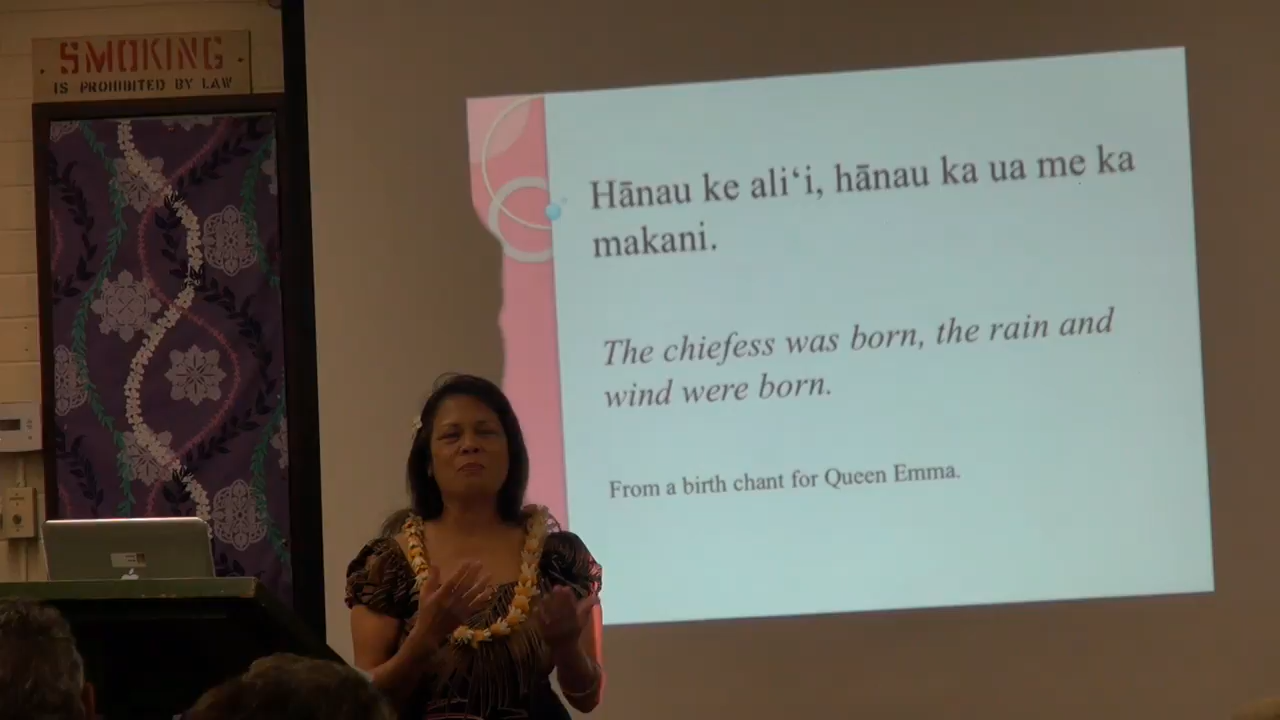 SMOKING
IS PROHIBITED BY LAW
Hānau ke aliʻi, hānau ka ua me ka
makani.
The chiefess was born, the rain and
wind were born.
From a birth chant for Queen Emma.